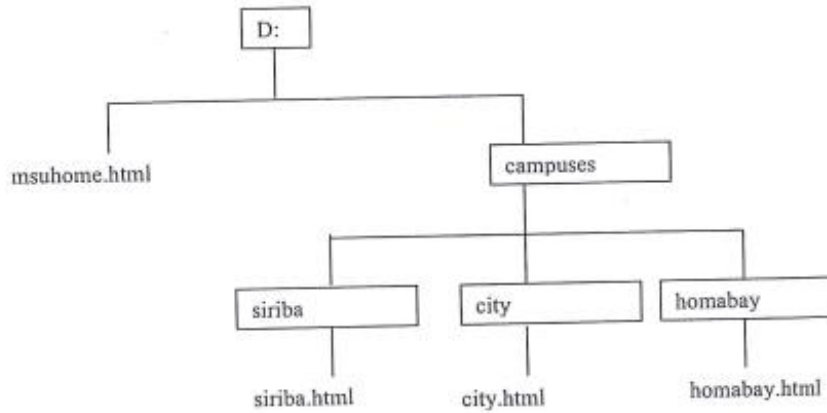 D:
msuhome.html
campuses
siriba
city
homabay
siriba.html
city.html
homabay.html